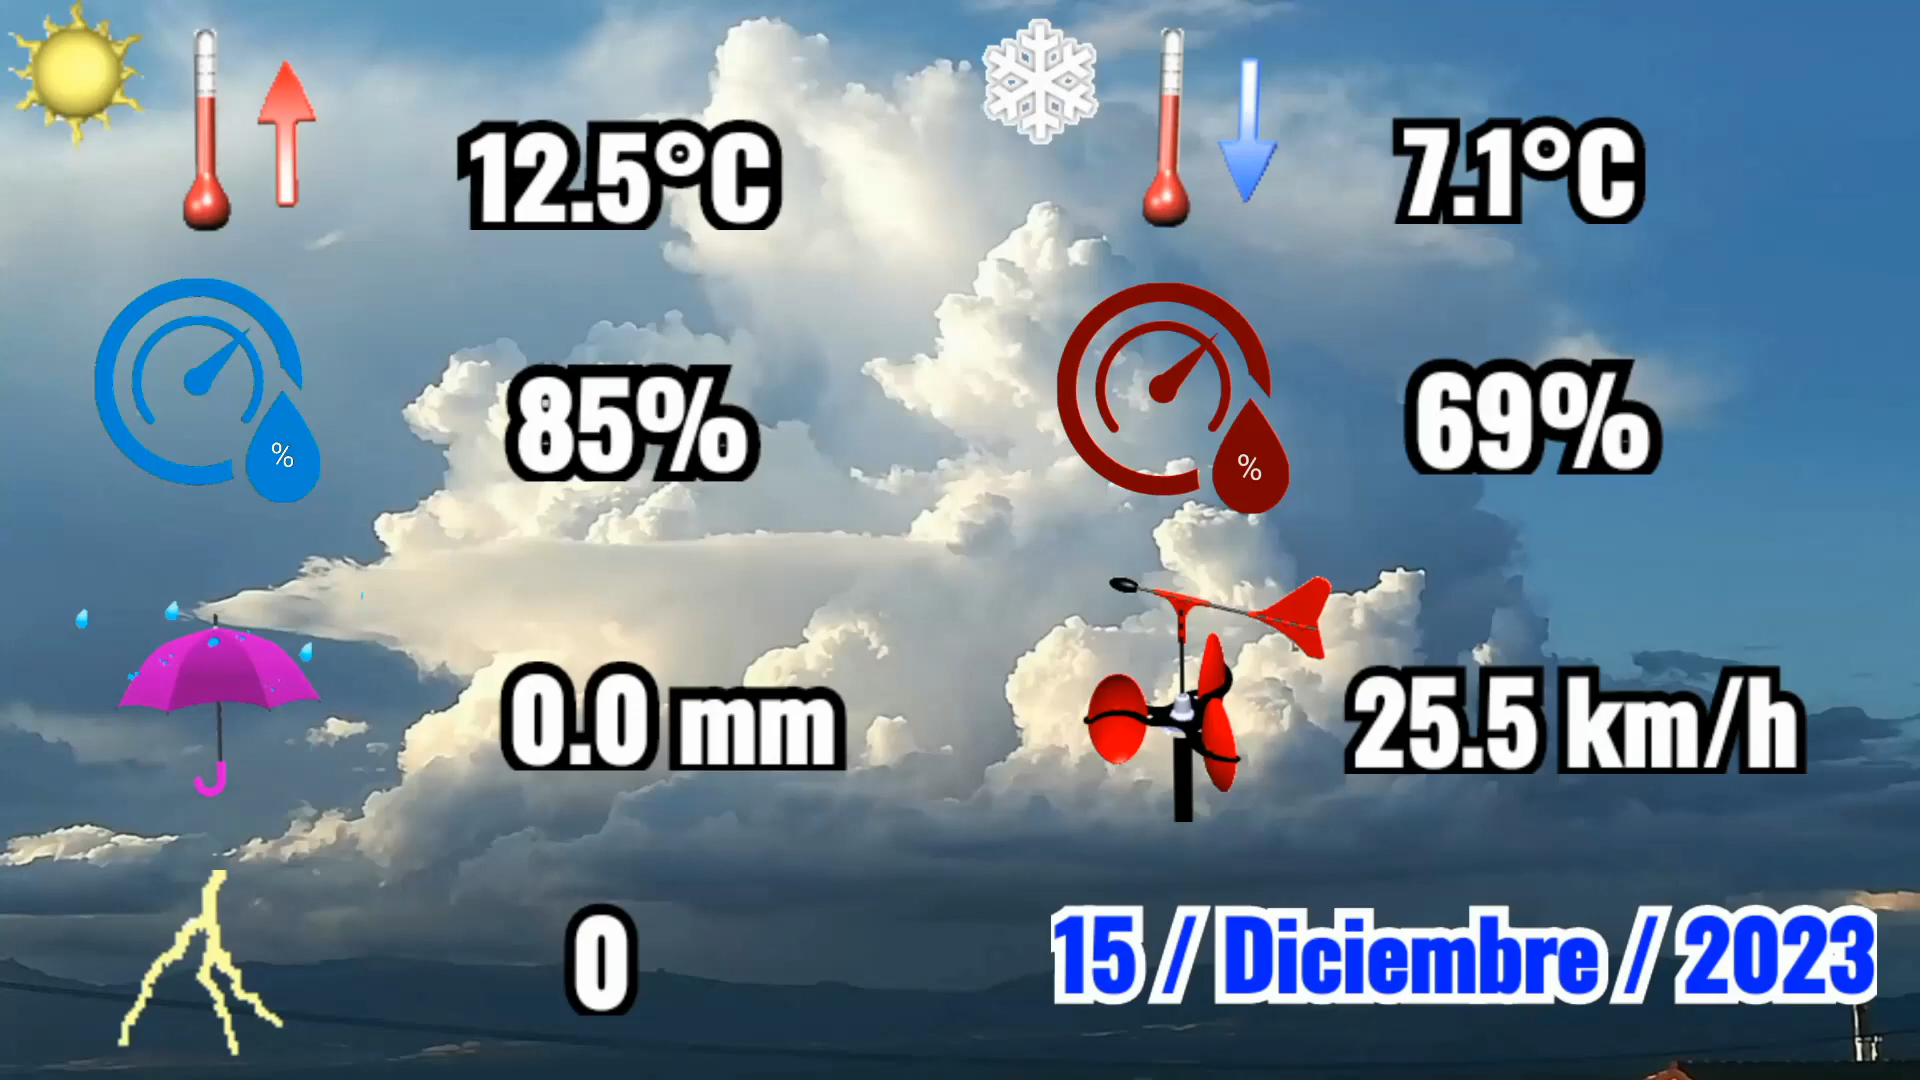 12.5°C
7.1°C
85%
69%
%
%
0.0 mm
25.5 km/h
0
15 / Diciembre / 2023